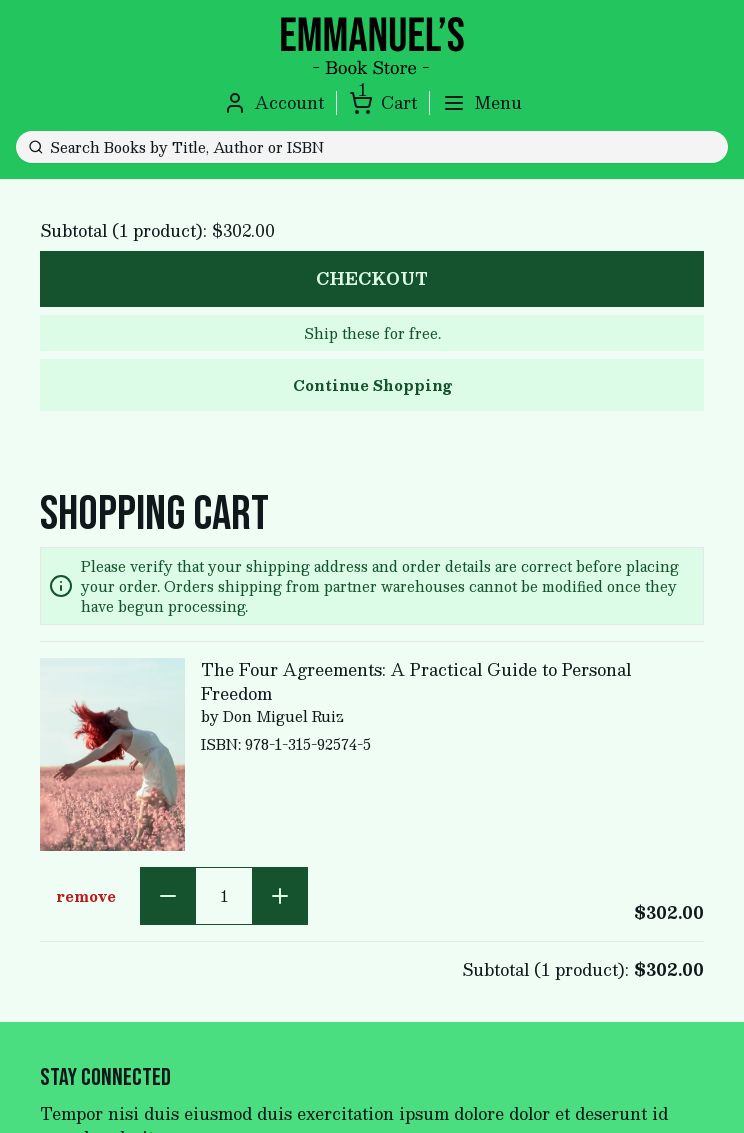 EMMANUEL'S
- Book Store -
Account
1
Cart
Menu
Search Books by Title, Author or ISBN
Subtotal (1 product): $302.00
CHECKOUT
Ship these for free.
Continue Shopping
SHOPPING CART
Please verify that your shipping address and order details are correct before placing
your order. Orders shipping from partner warehouses cannot be modified once they
have begun processing.
The Four Agreements: A Practical Guide to Personal
Freedom
by Don Miguel Ruiz
ISBN: 978-1-315-92574-5
remove
1
$302.00
Subtotal (1 product): $302.00
STAY CONNECTED
Tempor nisi duis eiusmod duis exercitation ipsum dolore dolor et deserunt id